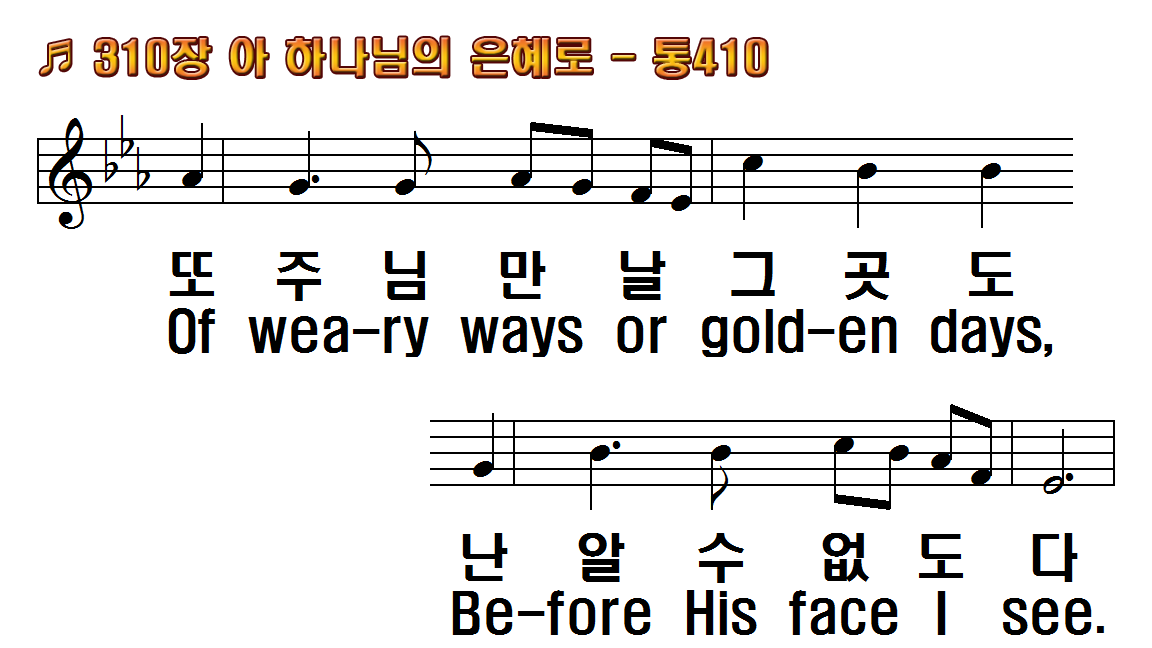 ♬ 310장 아 하나님의 은혜로 - 통410
또 주 님 만 날 그 곳 도
Of wea-ry ways or gold-en days,
난 알 수 없 도 다
Be-fore His face I see.